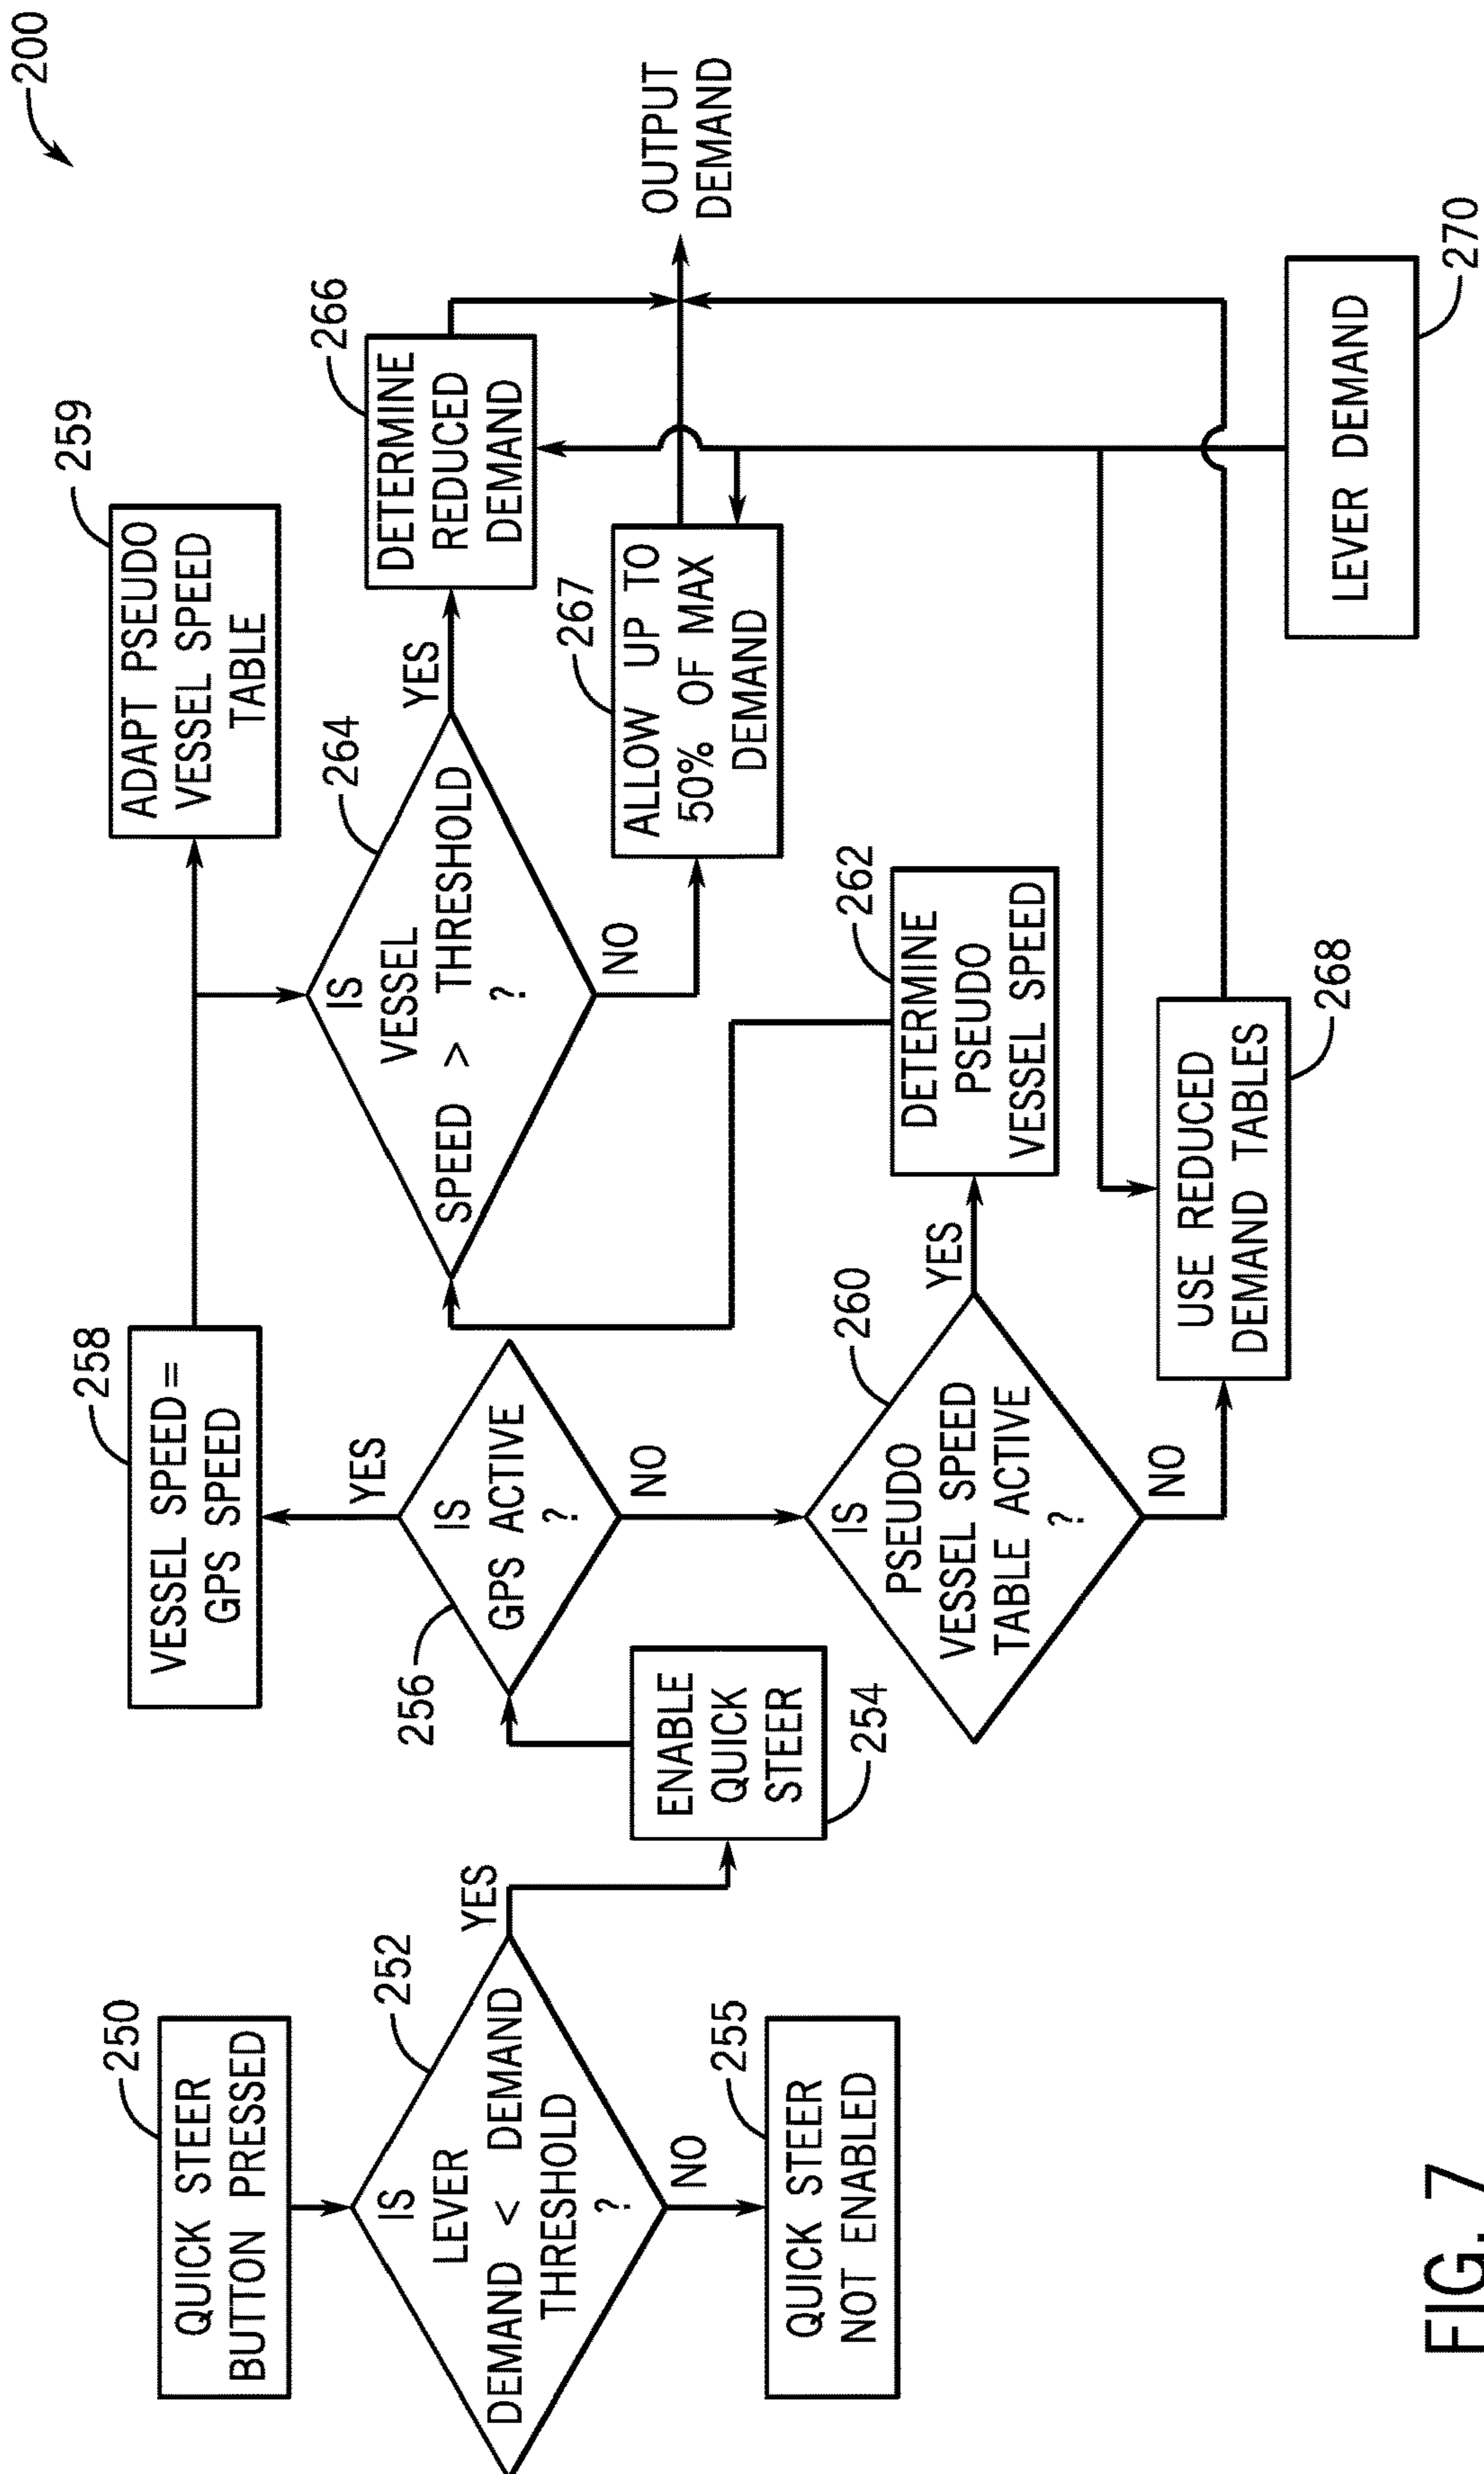 200
250
QUICK STEER
BUTTON PRESSED
252
IS
LEVER
DEMAND < DEMAND
THRESHOLD
?
YES
NO
255
QUICK STEER
NOT ENABLED
ENABLE
QUICK
STEER
254
256
IS
GPS ACTIVE
?
YES
NO
258
VESSEL SPEED=
GPS SPEED
259
ADAPT PSEUDO
VESSEL SPEED
TABLE
260
IS
PSEUDO
VESSEL SPEED
TABLE ACTIVE
?
YES
NO
262
DETERMINE
PSEUDO
VESSEL SPEED
264
IS
VESSEL
SPEED > THRESHOLD
?
YES
NO
266
DETERMINE
REDUCED
DEMAND
267
ALLOW UP TO
50% OF MAX
DEMAND
USE REDUCED
DEMAND TABLES
268
LEVER DEMAND
270
OUTPUT
DEMAND
FIG. 7